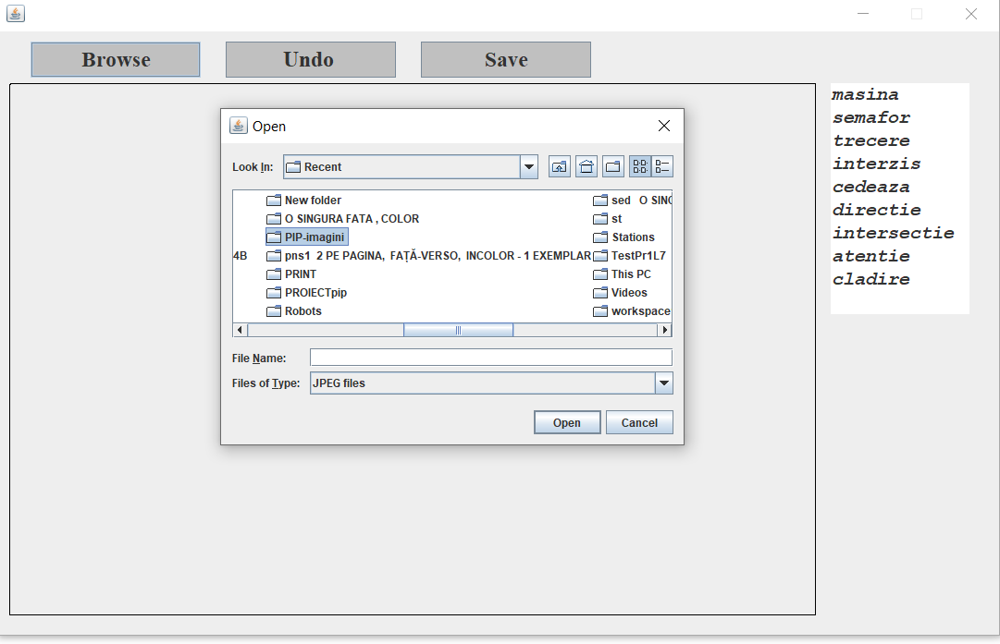 Browse Undo Save
masina
semafor
trecere
interzis
cedeaza
directie
intersectie
atentie
cladire
Open
Look In: Recent
New folder
O SINGURA FATA , COLOR
PIP-imagini
4B pns1 2 PE PAGINA, FAȚĂ-VERSO, INCOLOR - 1 EXEMPLAR
PRINT
PROIECTpip
Robots
sed O SING
st
Stations
TestPr1L7
This PC
Videos
workspace
File Name:
Files of Type: JPEG files
Open Cancel